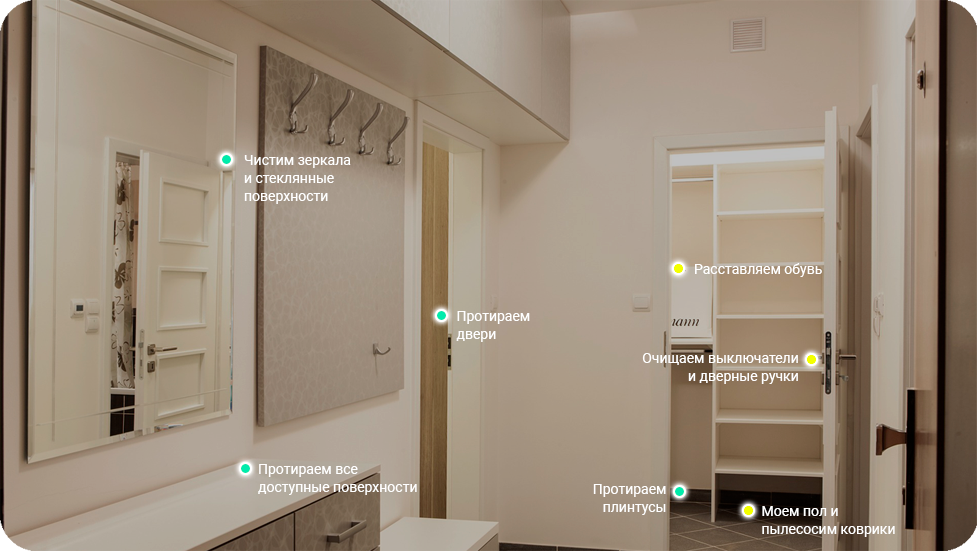 Чистим зеркала
и стеклянные
поверхности
Расставляем обувь
Протираем
двери
mann
Очищаем выключатели
и дверные ручки
Протираем все
доступные поверхности
Протираем
плинтусы
Моем пол и
пылесосим коврики